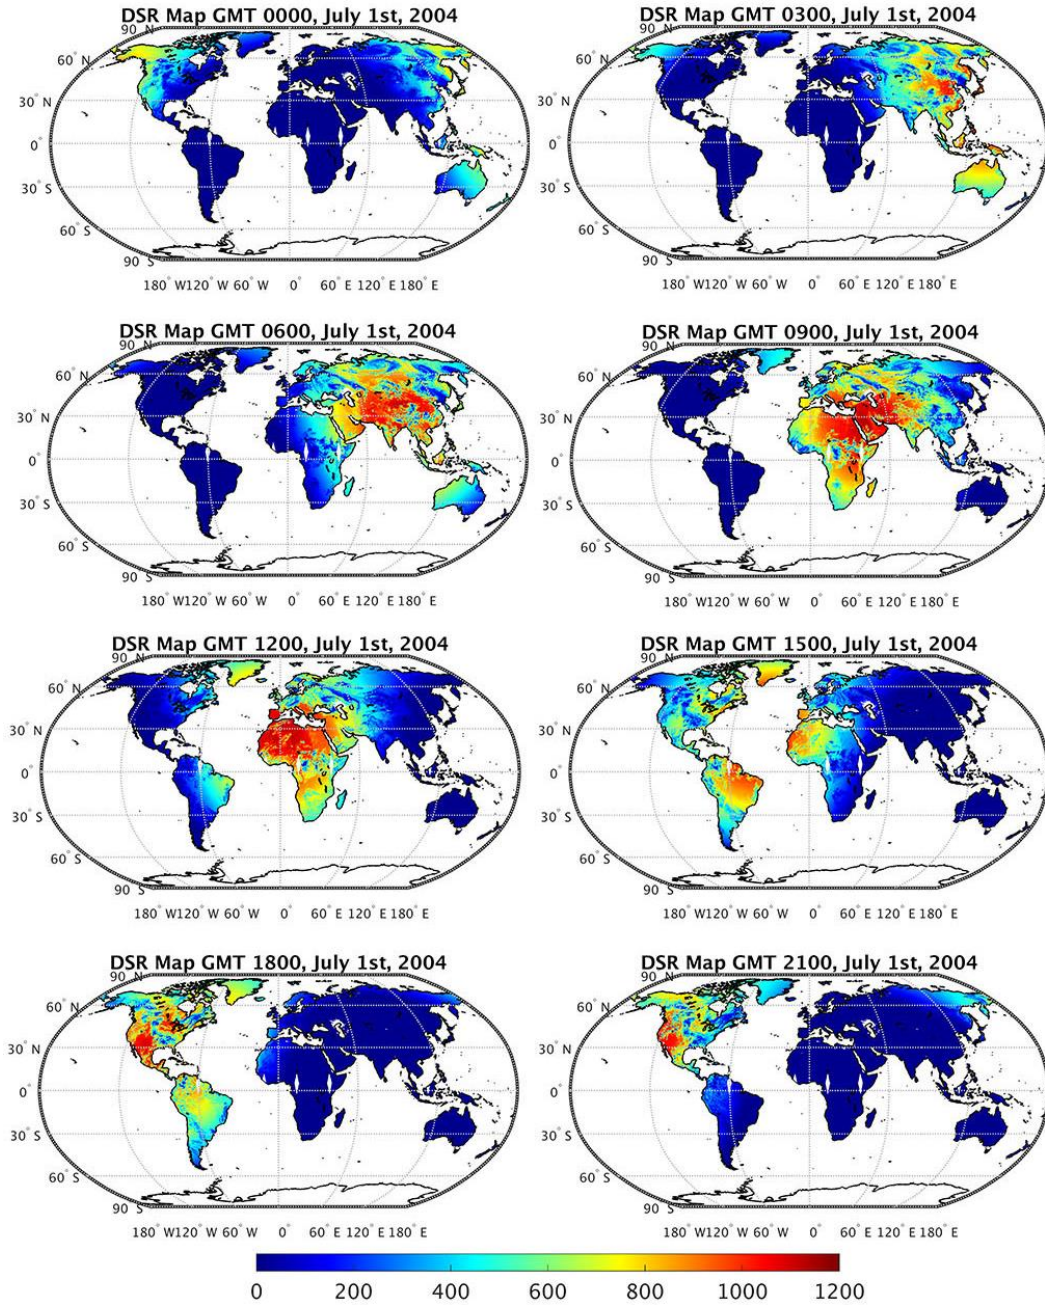 DSR Map GMT 0000, July 1st, 2004
90° N
60° N
30° N
0°
30° S
60° S
90° S
180° W120° W 60° W 0° 60° E 120° E 180° E
DSR Map GMT 0300, July 1st, 2004
90° N
60° N
30° N
0°
30° S
60° S
90° S
180° W120° W 60° W 0° 60° E 120° E 180° E
DSR Map GMT 0600, July 1st, 2004
90° N
60° N
30° N
0°
30° S
60° S
90° S
180° W120° W 60° W 0° 60° E 120° E 180° E
DSR Map GMT 0900, July 1st, 2004
90° N
60° N
30° N
0°
30° S
60° S
90° S
180° W120° W 60° W 0° 60° E 120° E 180° E
DSR Map GMT 1200, July 1st, 2004
90° N
60° N
30° N
0°
30° S
60° S
90° S
180° W120° W 60° W 0° 60° E 120° E 180° E
DSR Map GMT 1500, July 1st, 2004
90° N
60° N
30° N
0°
30° S
60° S
90° S
180° W120° W 60° W 0° 60° E 120° E 180° E
DSR Map GMT 1800, July 1st, 2004
90° N
60° N
30° N
0°
30° S
60° S
90° S
180° W120° W 60° W 0° 60° E 120° E 180° E
DSR Map GMT 2100, July 1st, 2004
90° N
60° N
30° N
0°
30° S
60° S
90° S
180° W120° W 60° W 0° 60° E 120° E 180° E
0 200 400 600 800 1000 1200